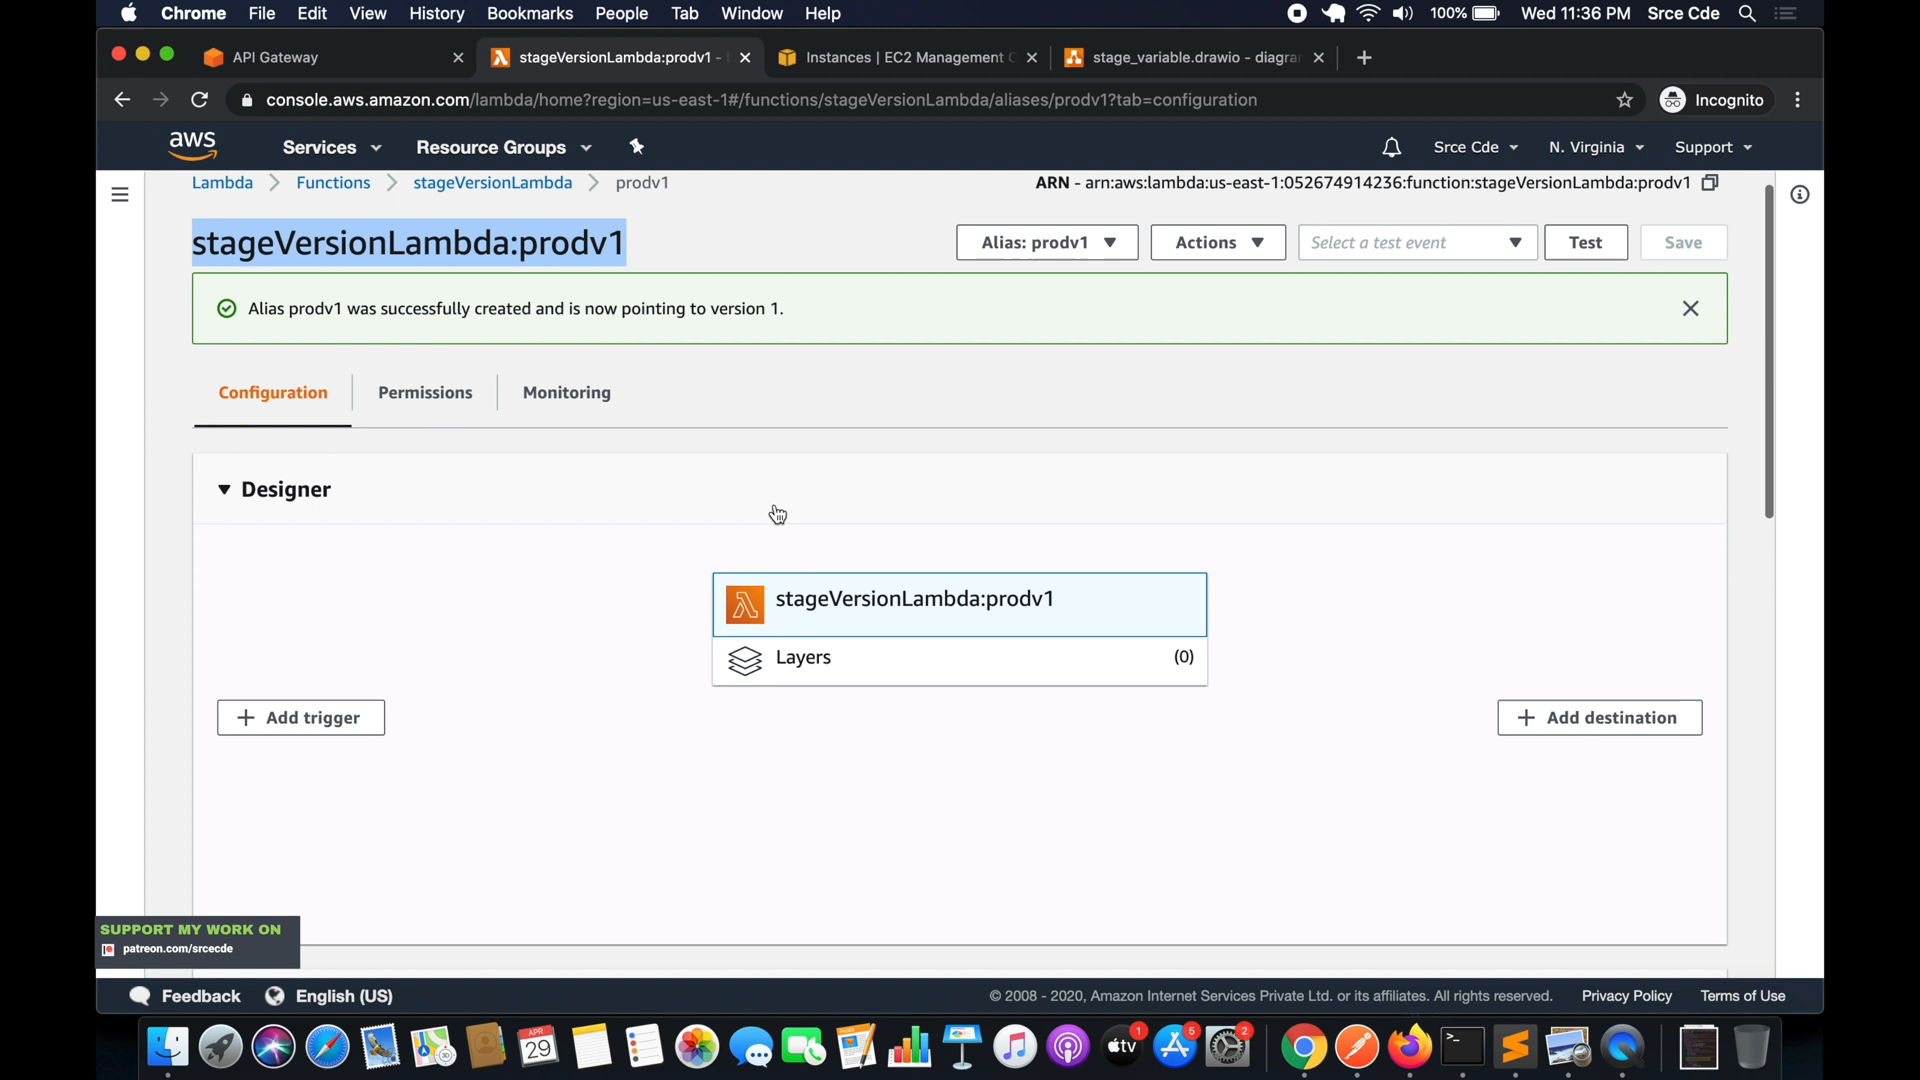 Chrome File Edit View History Bookmarks People Tab Window Help 100% Wed 11:36 PM Srce Cde
API Gateway stageVersionLambda:prodv1 - Instances | EC2 Management stage_variable.drawio - diagra
console.aws.amazon.com/lambda/home?region=us-east-1#/functions/stageVersionLambda/aliases/prodv1?tab=configuration Incognito
aws Services Resource Groups Srce Cde N. Virginia Support
Lambda Functions stageVersionLambda prodv1 ARN - arn:aws:lambda:us-east-1:052674914236:function:stageVersionLambda:prodv1
stageVersionLambda:prodv1 Alias: prodv1 Actions Select a test event Test Save
Alias prodv1 was successfully created and is now pointing to version 1.
Configuration Permissions Monitoring
Designer
stageVersionLambda:prodv1
Layers (0)
+ Add trigger + Add destination
SUPPORT MY WORK ON
patreon.com/srcecde
Feedback English (US) © 2008 - 2020, Amazon Internet Services Private Ltd. or its affiliates. All rights reserved. Privacy Policy Terms of Use
APR
29
tv
1
5
2